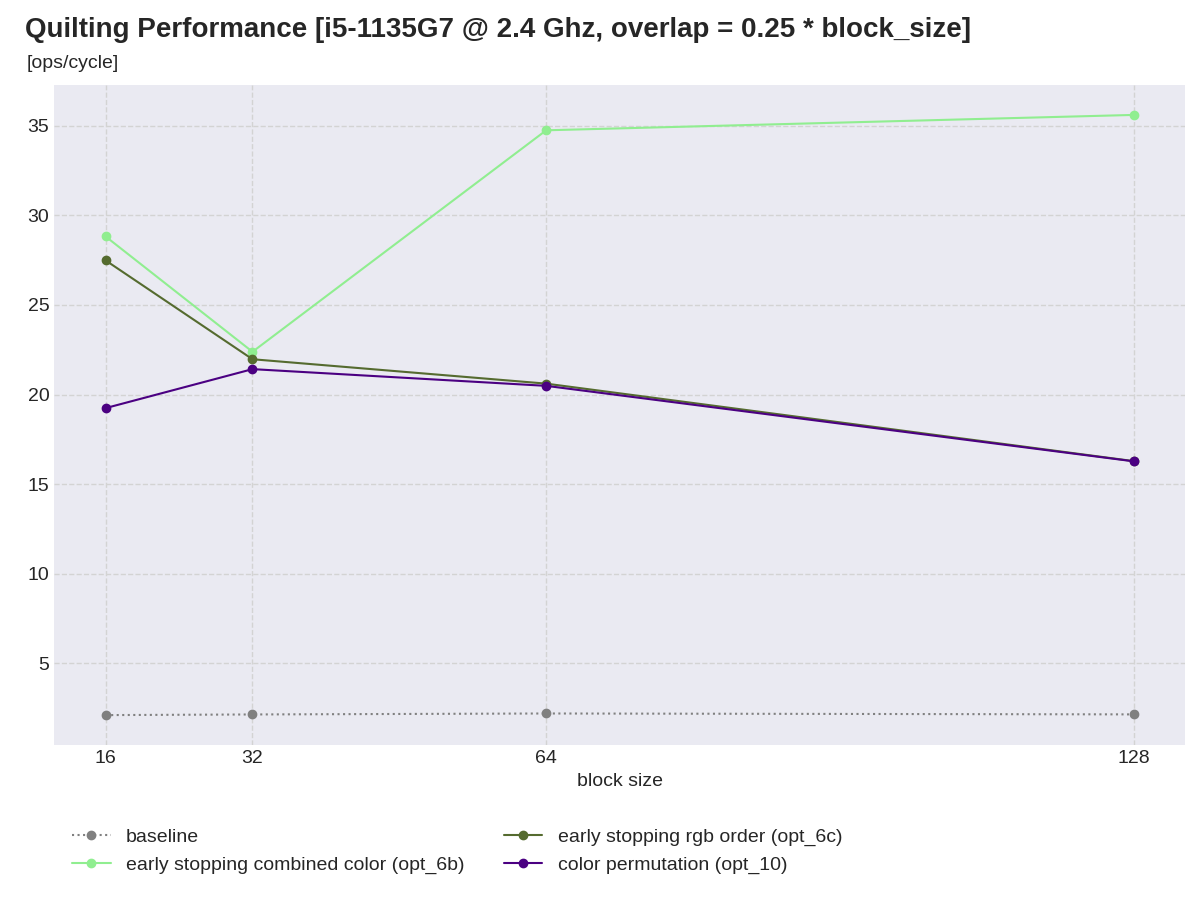 Quilting Performance [i5-1135G7 @ 2.4 Ghz, overlap = 0.25 * block_size]
[ops/cycle]
35
30
25
20
15
10
5
16 32 64 128
block size
baseline
early stopping combined color (opt_6b)
early stopping rgb order (opt_6c)
color permutation (opt_10)